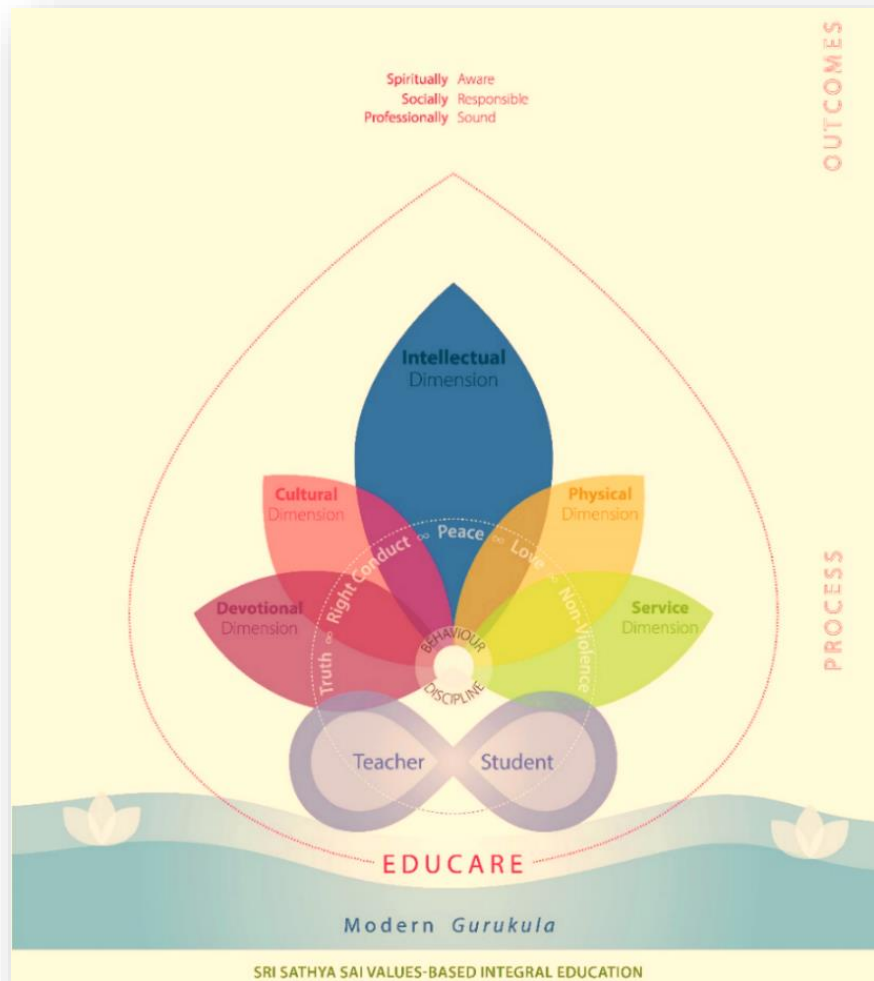 OUTCOMES
Spiritually Aware
Socially Responsible
Professionally Sound
Intellectual
Dimension
Cultural
Dimension
Physical
Dimension
Devotional
Dimension
Service
Dimension
Truth ∞ Right Conduct ∞ Peace ∞ Love ∞ Non-Violence
BEHAVIOUR
DISCIPLINE
PROCESS
Teacher Student
EDUCARE
Modern Gurukula
SRI SATHYA SAI VALUES-BASED INTEGRAL EDUCATION